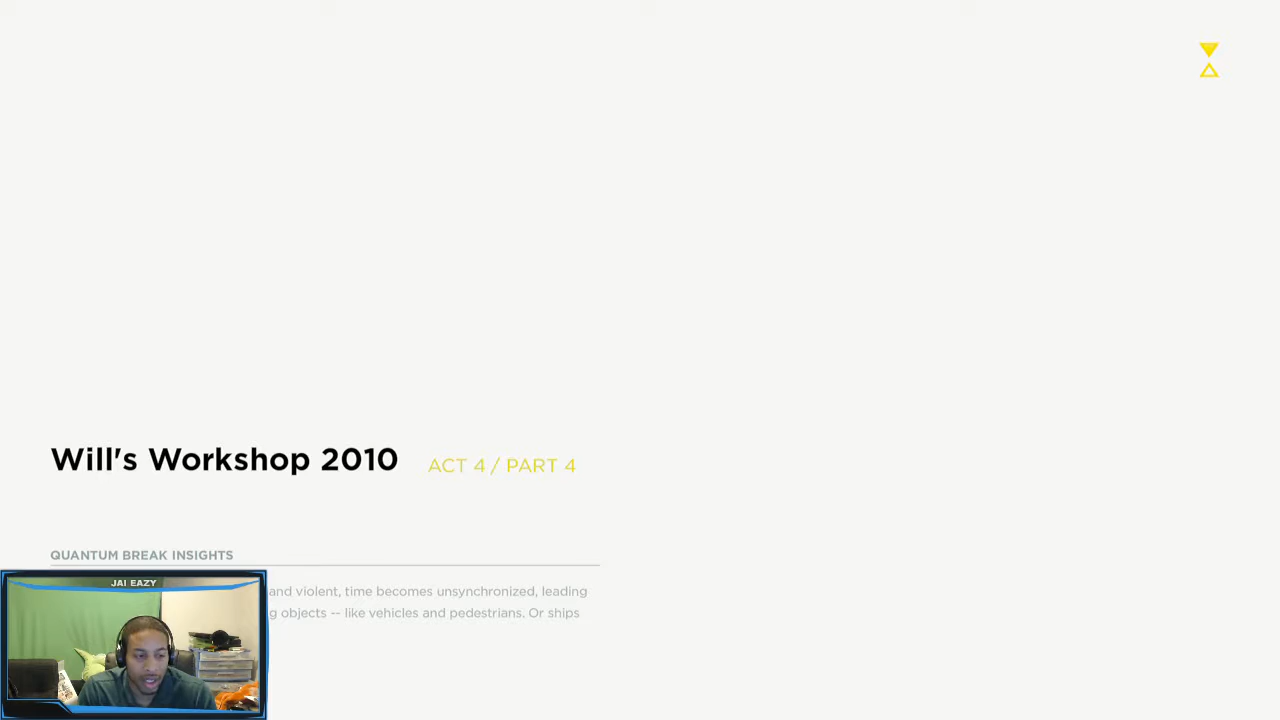 Will's Workshop 2010 ACT 4 / PART 4
QUANTUM BREAK INSIGHTS
and violent, time becomes unsynchronized, leading
objects -- like vehicles and pedestrians. Or ships
JAI EAZY